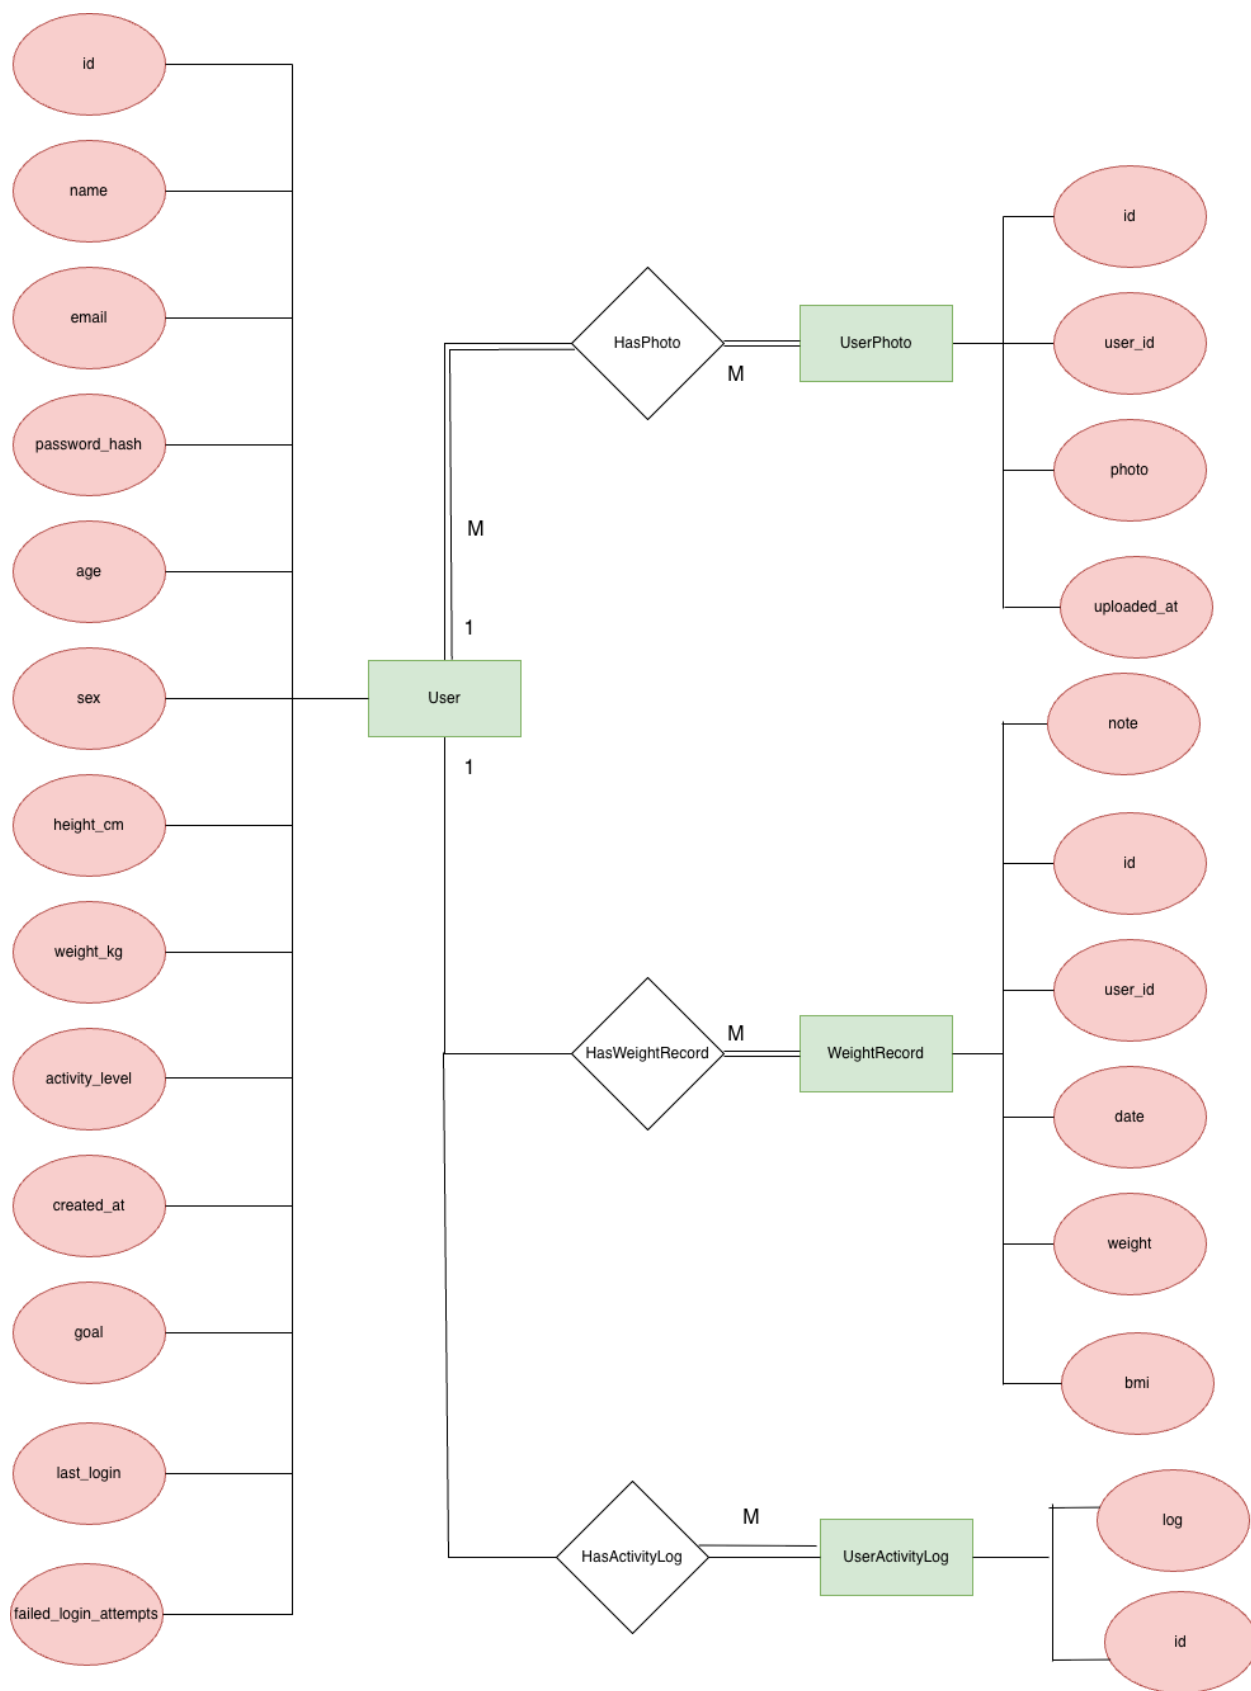 id
name
email
password_hash
age
sex
height_cm
weight_kg
activity_level
created_at
goal
last_login
failed_login_attempts
M
1
User
1
HasPhoto
M
UserPhoto
id
user_id
photo
uploaded_at
HasWeightRecord
M
WeightRecord
note
id
user_id
date
weight
bmi
HasActivityLog
M
UserActivityLog
log
id